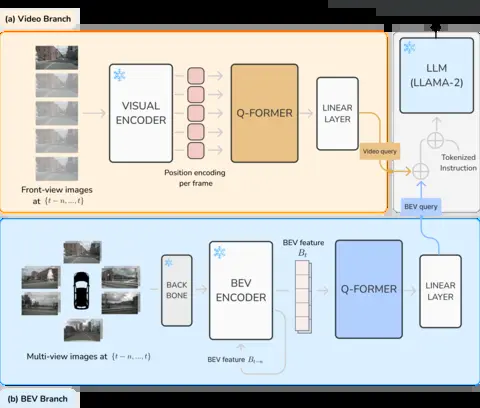 (a) Video Branch
VISUAL
ENCODER
Q-FORMER
LINEAR
LAYER
LLM
(LLAMA-2)
Video query
Tokenized
Instruction
Position encoding
per frame
Front-view images
at {t − n, ..., t}
BEV query
BEV feature
B_t
BACK
BONE
BEV
ENCODER
Q-FORMER
LINEAR
LAYER
Multi-view images at {t − n, ..., t}
BEV feature B_{t−n}
(b) BEV Branch